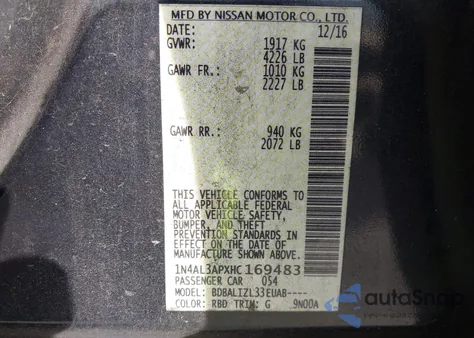 MFD BY NISSAN MOTOR CO., LTD.
DATE: 12/16
GVWR: 1917 KG
4226 LB
GAWR FR.: 1010 KG
2227 LB
GAWR RR.: 940 KG
2072 LB
THIS VEHICLE CONFORMS TO
ALL APPLICABLE FEDERAL
MOTOR VEHICLE SAFETY,
BUMPER, AND THEFT
PREVENTION STANDARDS
IN EFFECT ON THE DATE OF
MANUFACTURE SHOWN ABOVE.
1N4AL3APXHC169483
PASSENGER CAR 054
MODEL: BDBALIZL33EUAB----
COLOR: RBD TRIM: G 9N00A
autoSnap